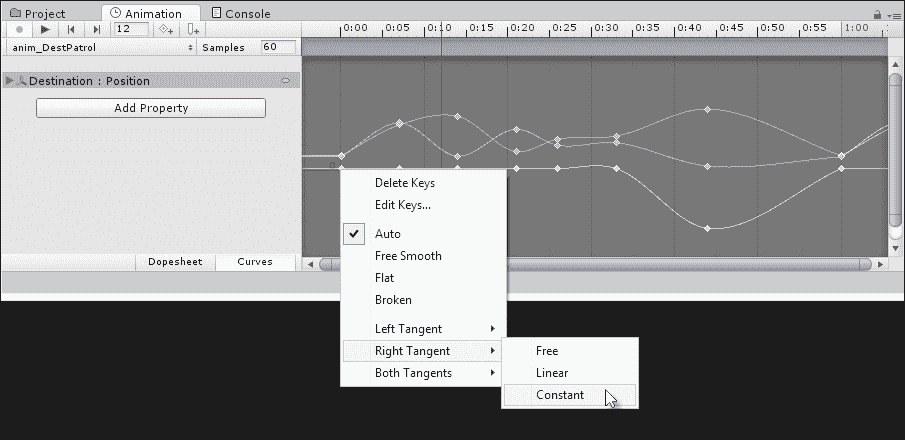 Project Animation Console
12 0:00 0:05 0:10 0:15 0:20 0:25 0:30 0:35 0:40 0:45 0:50 0:55 1:00
anim_DestPatrol Samples 60
Destination : Position
Add Property
0
Delete Keys
Edit Keys...
Auto
Free Smooth
Flat
Broken
Left Tangent
Right Tangent
Both Tangents
Free
Linear
Constant
Dopesheet Curves